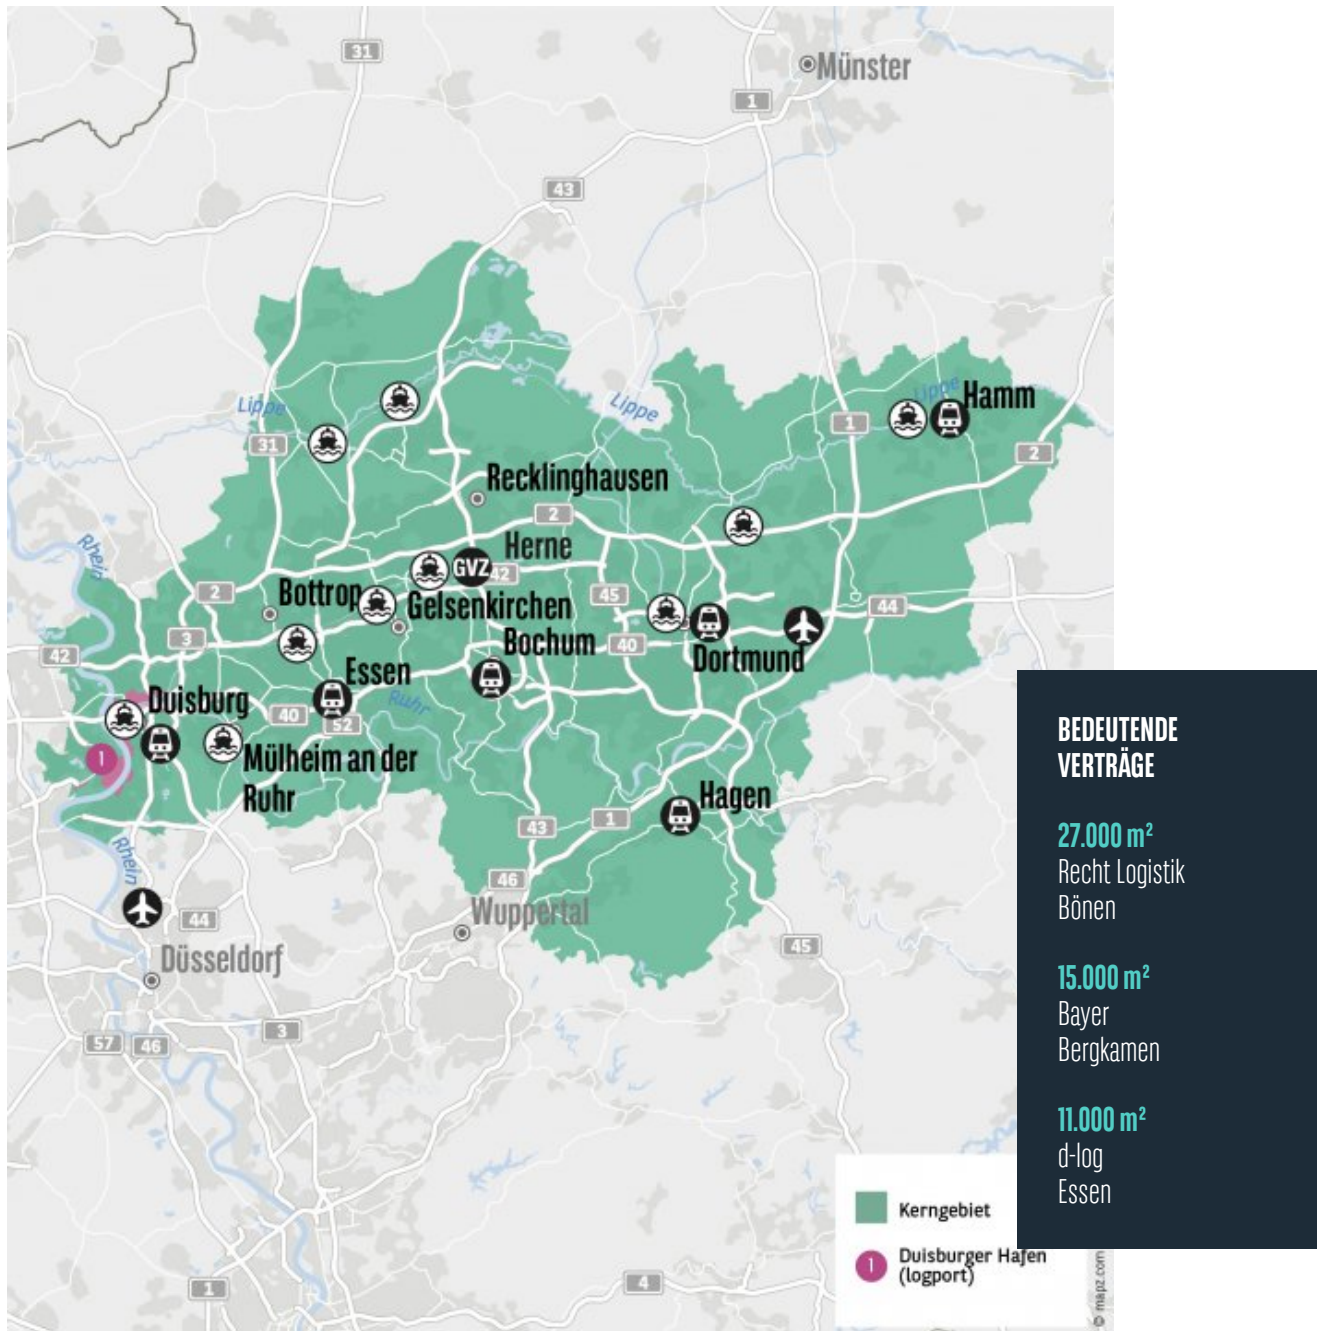 31
Münster
1
43
Lippe
Lippe
Lippe
Hamm
31
1
2
Recklinghausen
2
Rhein
Herne
GVZ
42
2
Bottrop
Gelsenkirchen
45
44
3
Bochum
40
Dortmund
42
Essen
Duisburg
Ruhr
40
52
1
Mülheim an der
Ruhr
Hagen
43
1
Rhein
46
44
Wuppertal
45
Düsseldorf
3
57
46
4
1
BEDEUTENDE
VERTRÄGE
27.000 m²
Recht Logistik
Bönen
15.000 m²
Bayer
Bergkamen
11.000 m²
d-log
Essen
Kerngebiet
1
Duisburger Hafen
(logport)
© mapz.com